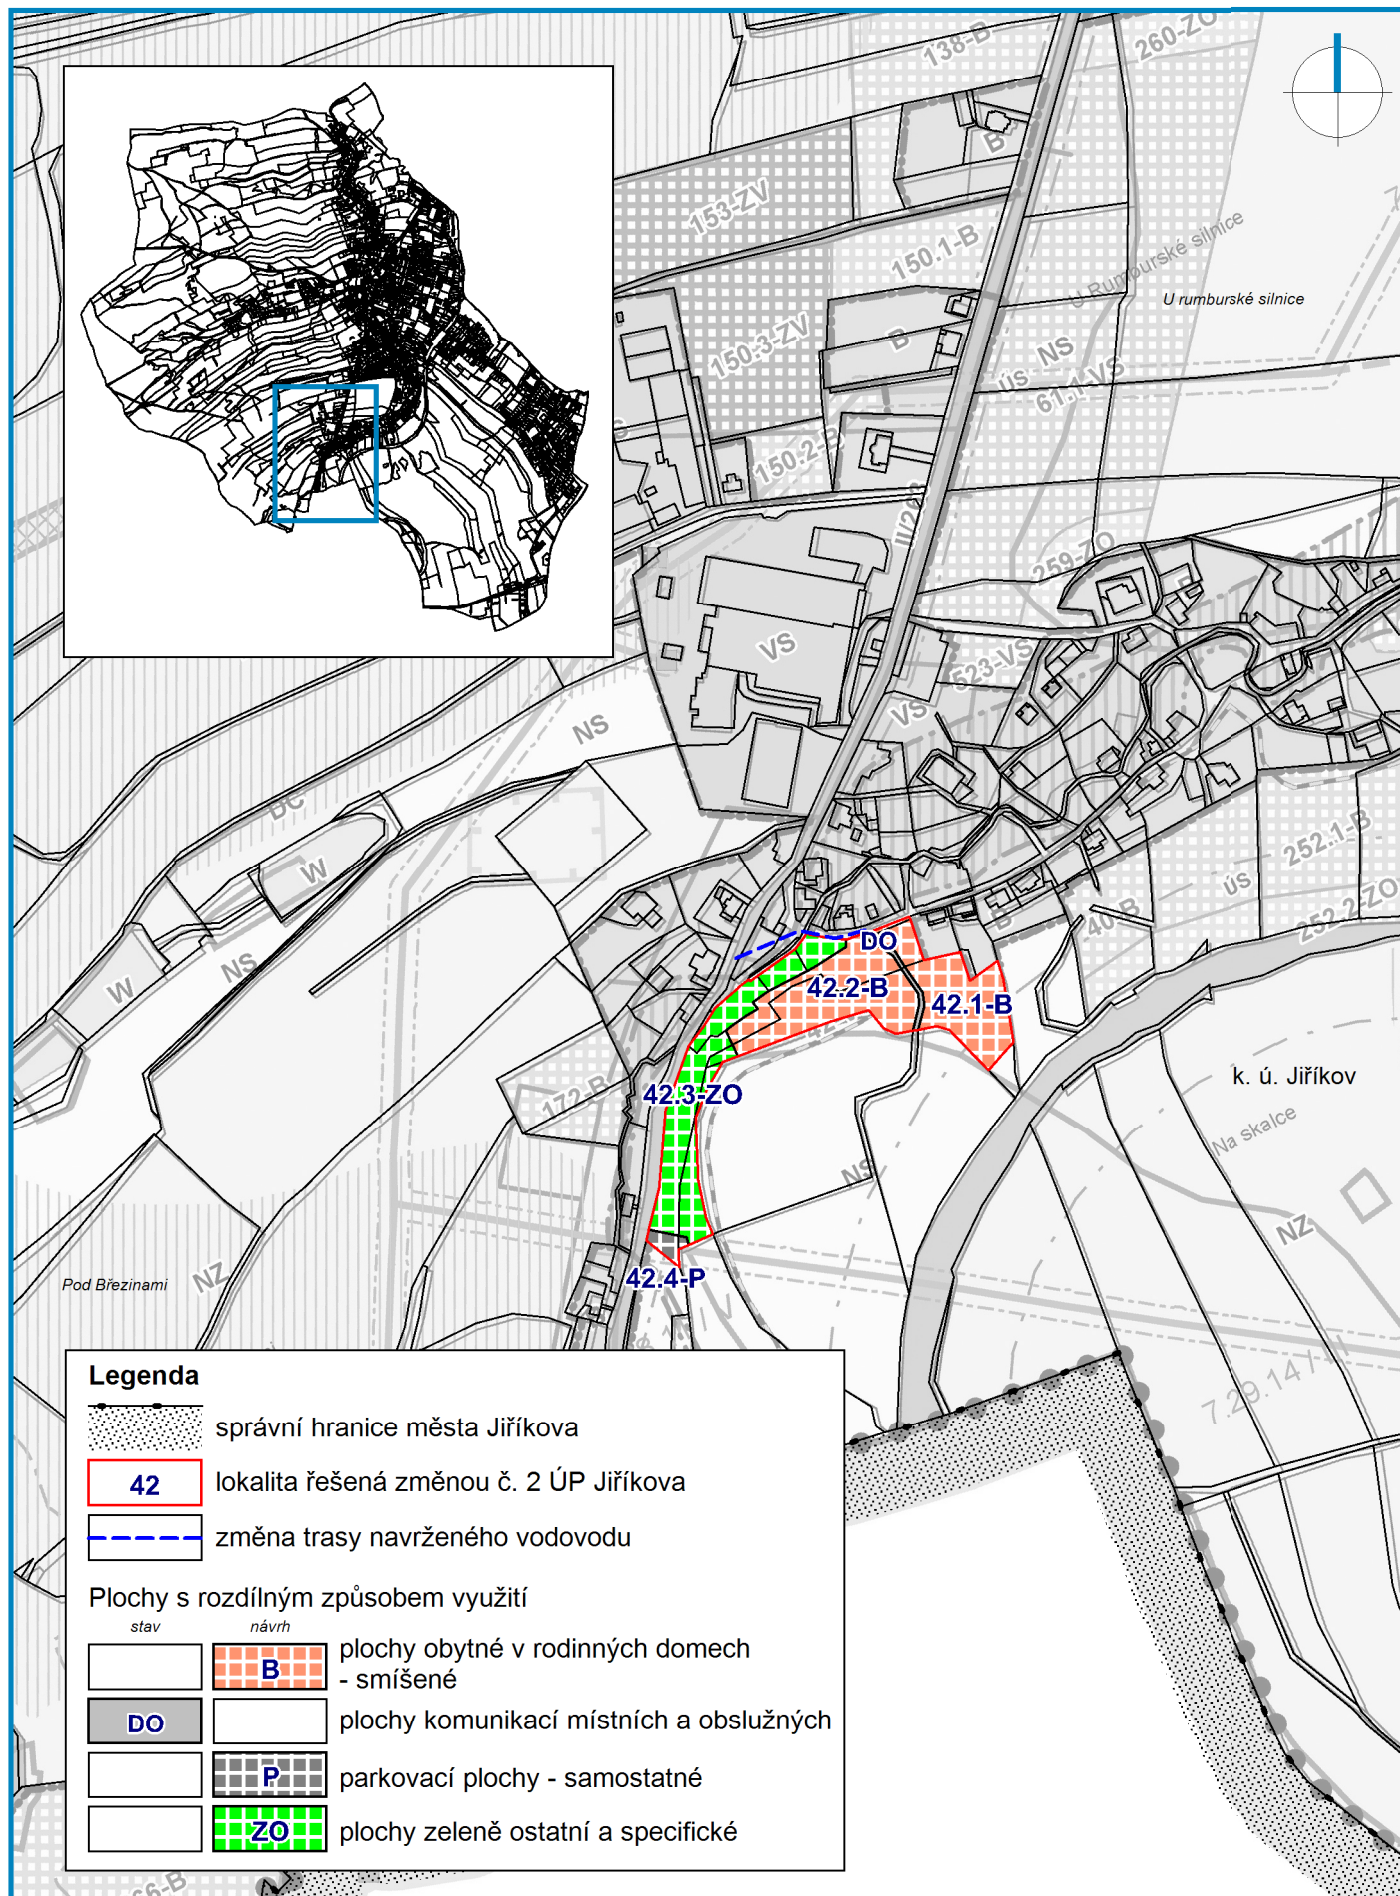 138-B
260-ZO
B
153-ZV
150.1-B
U Rumburské silnice
U rumburské silnice
150.3-ZV
B
NS
ÚS
61.1-VS
150.2-B
259-ZO
VS
523-VS
VS
NS
DC
W
252.1-B
ÚS
252.2-ZO
40-B
B
W
NS
DO
42.2-B
42.1-B
k. ú. Jiříkov
172-B
42.3-ZO
Na skalce
NS
NZ
42.4-P
Pod Březinami
NZ
7.29.14 /
Legenda
správní hranice města Jiříkova
42
lokalita řešená změnou č. 2 ÚP Jiříkova
změna trasy navrženého vodovodu
Plochy s rozdílným způsobem využití
stav
návrh
B
plochy obytné v rodinných domech
- smíšené
DO
plochy komunikací místních a obslužných
P
parkovací plochy - samostatné
ZO
plochy zeleně ostatní a specifické
66-B